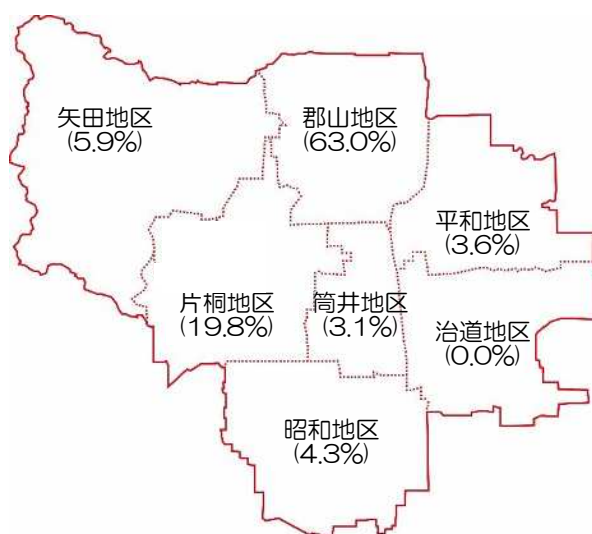 矢田地区
(5.9%)
郡山地区
(63.0%)
平和地区
(3.6%)
片桐地区
(19.8%)
筒井地区
(3.1%)
治道地区
(0.0%)
昭和地区
(4.3%)